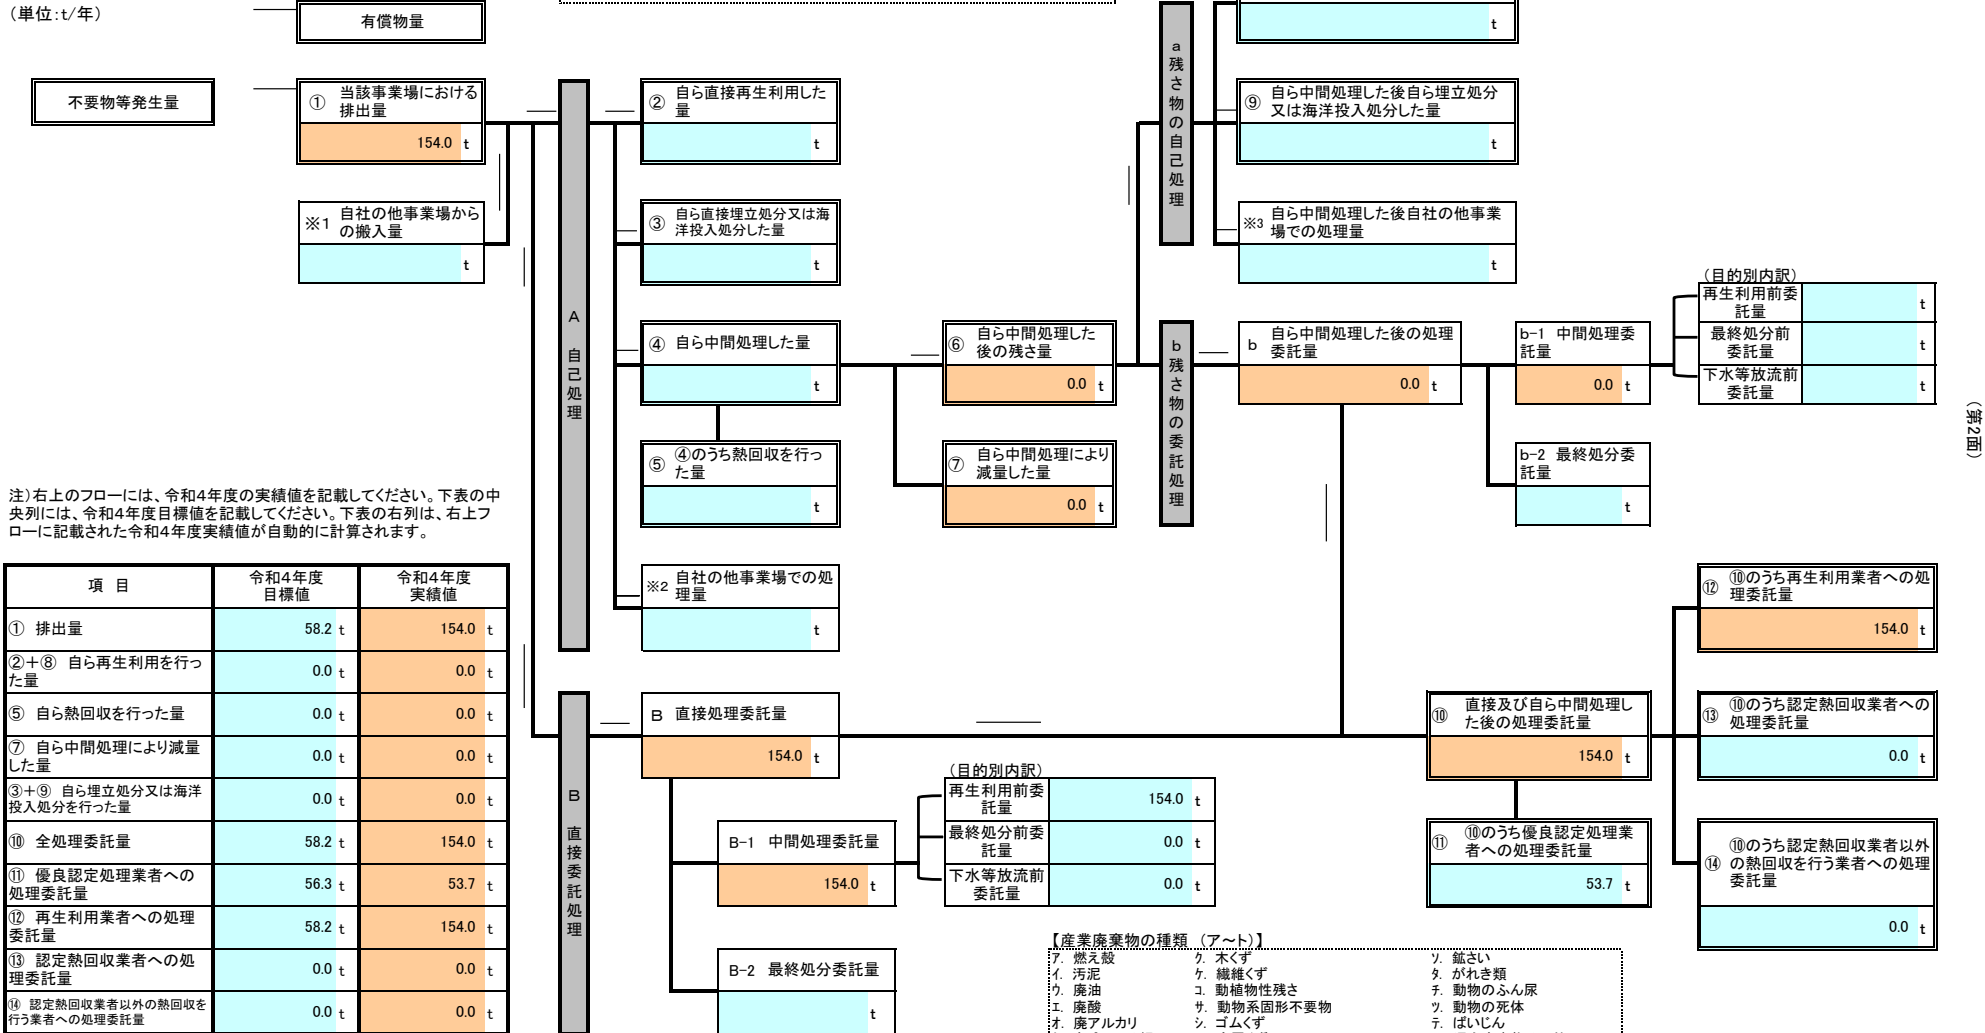 （単位：t/年）
有償物量
t
不要物等発生量
① 当該事業場における
排出量
154.0 t
※1 自社の他事業場から
の搬入量
t
A 自己処理
② 自ら直接再生利用した
量
t
③ 自ら直接埋立処分又は海
洋投入処分した量
t
④ 自ら中間処理した量
t
⑤ ④のうち熱回収を行っ
た量
t
※2 自社の他事業場での処
理量
t
⑥ 自ら中間処理した
後の残さ量
0.0 t
⑦ 自ら中間処理により
減量した量
0.0 t
a 残さ物の自己処理
⑨ 自ら中間処理した後自ら埋立処分
又は海洋投入処分した量
t
※3 自ら中間処理した後自社の他事業
場での処理量
t
b 残さ物の委託処理
b 自ら中間処理した後の処理
委託量
0.0 t
b-1 中間処理委
託量
0.0 t
b-2 最終処分委
託量
t
（目的別内訳）
再生利用前委
託量
t
最終処分前
委託量
t
下水等放流前
委託量
t
（第2面）
注）右上のフローには、令和4年度の実績値を記載してください。下表の中
央列には、令和4年度目標値を記載してください。下表の右列は、右上フ
ローに記載された令和4年度実績値が自動的に計算されます。
項 目 令和4年度
目標値 令和4年度
実績値
① 排出量 58.2 t 154.0 t
②＋⑧ 自ら再生利用を行っ
た量 0.0 t 0.0 t
⑤ 自ら熱回収を行った量 0.0 t 0.0 t
⑦ 自ら中間処理により減量
した量 0.0 t 0.0 t
③＋⑨ 自ら埋立処分又は海洋
投入処分を行った量 0.0 t 0.0 t
⑩ 全処理委託量 58.2 t 154.0 t
⑪ 優良認定処理業者への
処理委託量 56.3 t 53.7 t
⑫ 再生利用業者への処理
委託量 58.2 t 154.0 t
⑬ 認定熱回収業者への処
理委託量 0.0 t 0.0 t
⑭ 認定熱回収業者以外の熱回収を
行う業者への処理委託量 0.0 t 0.0 t
B 直接委託処理
B 直接処理委託量
154.0 t
B-1 中間処理委託量
154.0 t
B-2 最終処分委託量
t
（目的別内訳）
再生利用前委
託量
154.0 t
最終処分前委
託量
0.0 t
下水等放流前
委託量
0.0 t
⑩ 直接及び自ら中間処理し
た後の処理委託量
154.0 t
⑪ ⑩のうち優良認定処理業
者への処理委託量
53.7 t
⑫ ⑩のうち再生利用業者への処
理委託量
154.0 t
⑬ ⑩のうち認定熱回収業者への
処理委託量
0.0 t
⑭ ⑩のうち認定熱回収業者以外
の熱回収を行う業者への処理
委託量
0.0 t
【産業廃棄物の種類 （ア～ト）】
ア. 燃え殻 ク. 木くず ソ. 鉱さい
イ. 汚泥 ケ. 繊維くず タ. がれき類
ウ. 廃油 コ. 動植物性残さ チ. 動物のふん尿
エ. 廃酸 サ. 動物系固形不要物 ツ. 動物の死体
オ. 廃アルカリ シ. ゴムくず テ. ばいじん